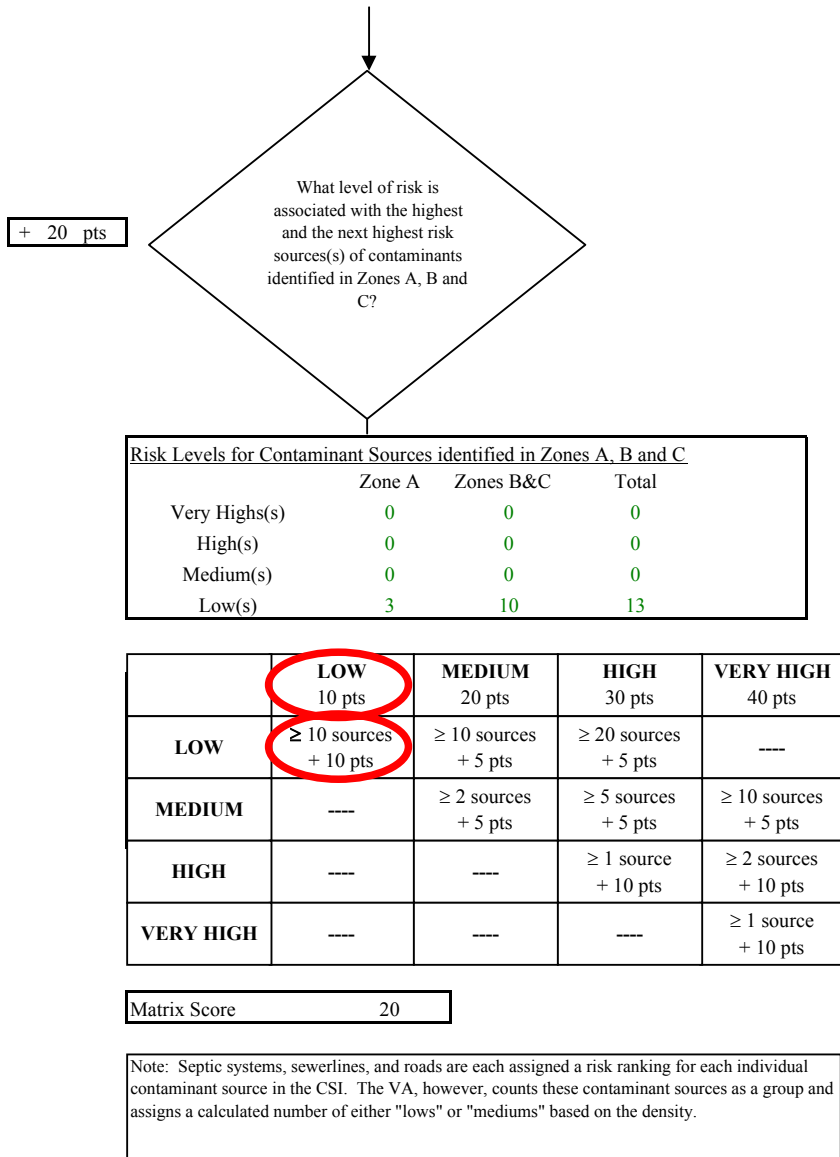 What level of risk is
associated with the highest
and the next highest risk
sources(s) of contaminants
identified in Zones A, B and
C?
+ 20 pts
Risk Levels for Contaminant Sources identified in Zones A, B and C
Zone A Zones B&C Total
Very Highs(s) 0 0 0
High(s) 0 0 0
Medium(s) 0 0 0
Low(s) 3 10 13
LOW MEDIUM HIGH VERY HIGH
10 pts 20 pts 30 pts 40 pts
LOW ≥ 10 sources ≥ 10 sources ≥ 20 sources ----
+ 10 pts + 5 pts + 5 pts
MEDIUM ---- ≥ 2 sources ≥ 5 sources ≥ 10 sources
+ 5 pts + 5 pts + 5 pts
HIGH ---- ---- ≥ 1 source ≥ 2 sources
+ 10 pts + 10 pts
VERY HIGH ---- ---- ---- ≥ 1 source
+ 10 pts
Matrix Score 20
Note: Septic systems, sewerlines, and roads are each assigned a risk ranking for each individual
contaminant source in the CSI. The VA, however, counts these contaminant sources as a group and
assigns a calculated number of either "lows" or "mediums" based on the density.